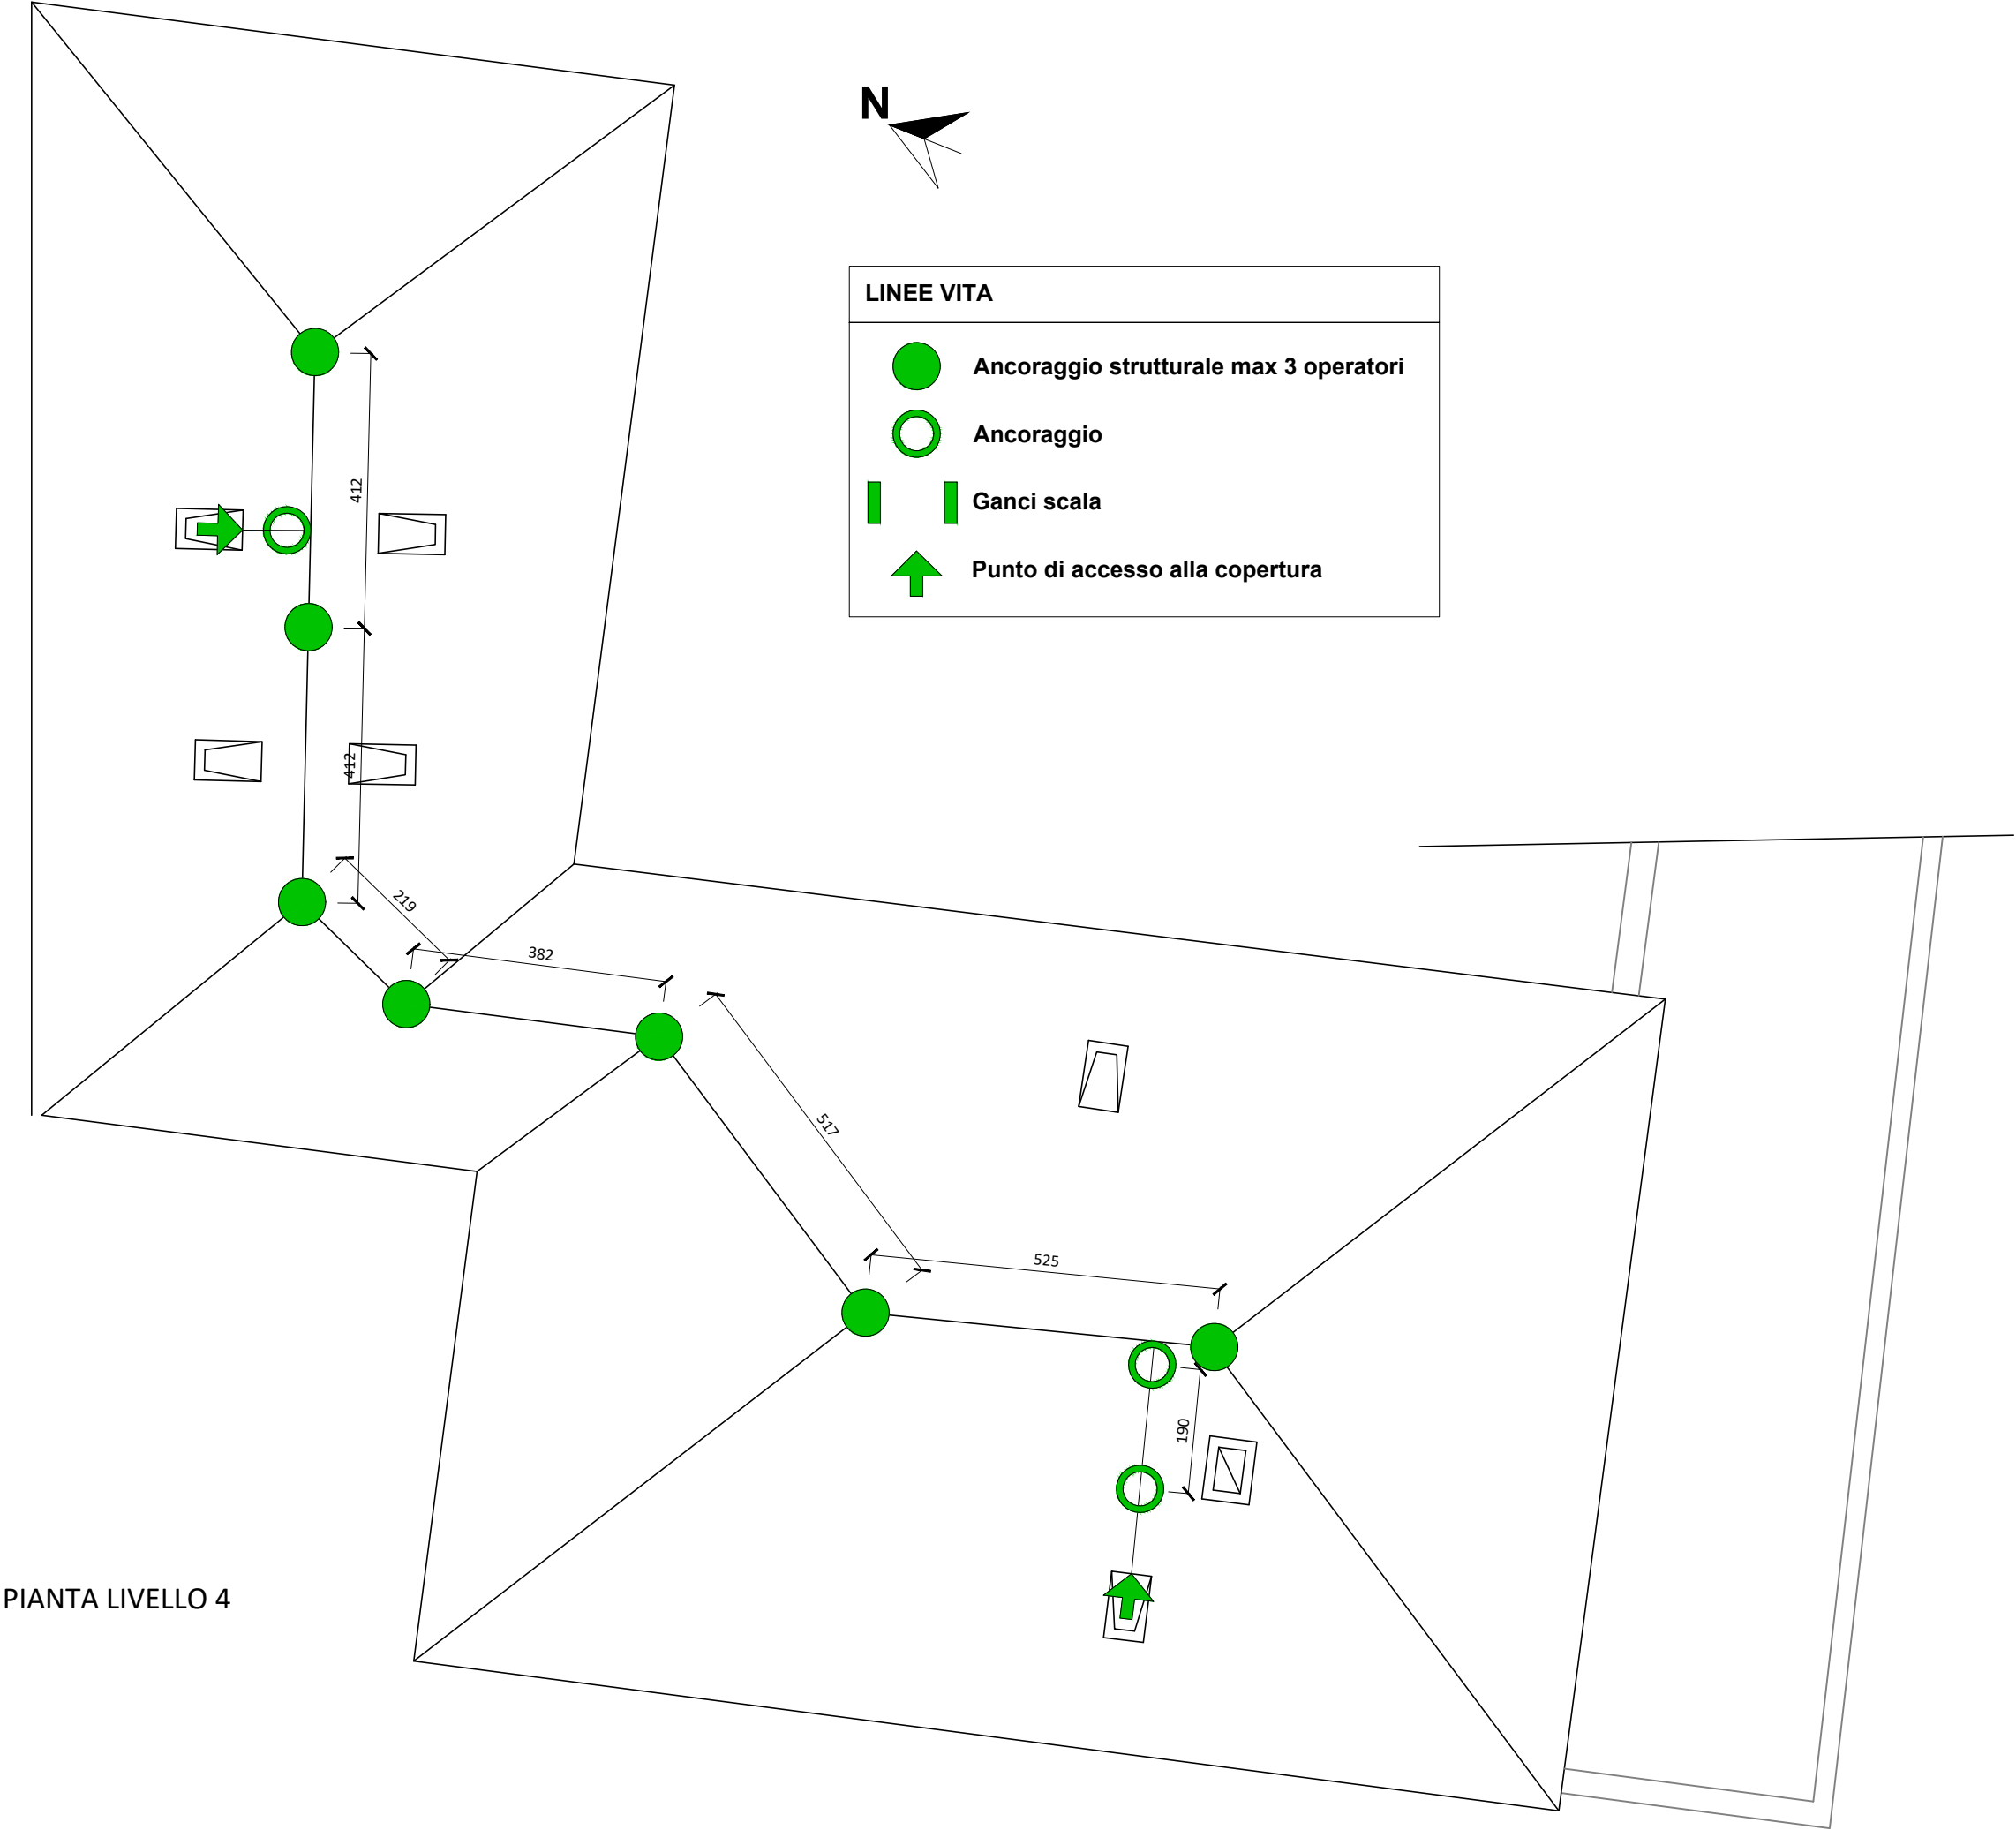 N
LINEE VITA
Ancoraggio strutturale max 3 operatori
Ancoraggio
Ganci scala
Punto di accesso alla copertura
412
412
219
382
517
525
190
PIANTA LIVELLO 4